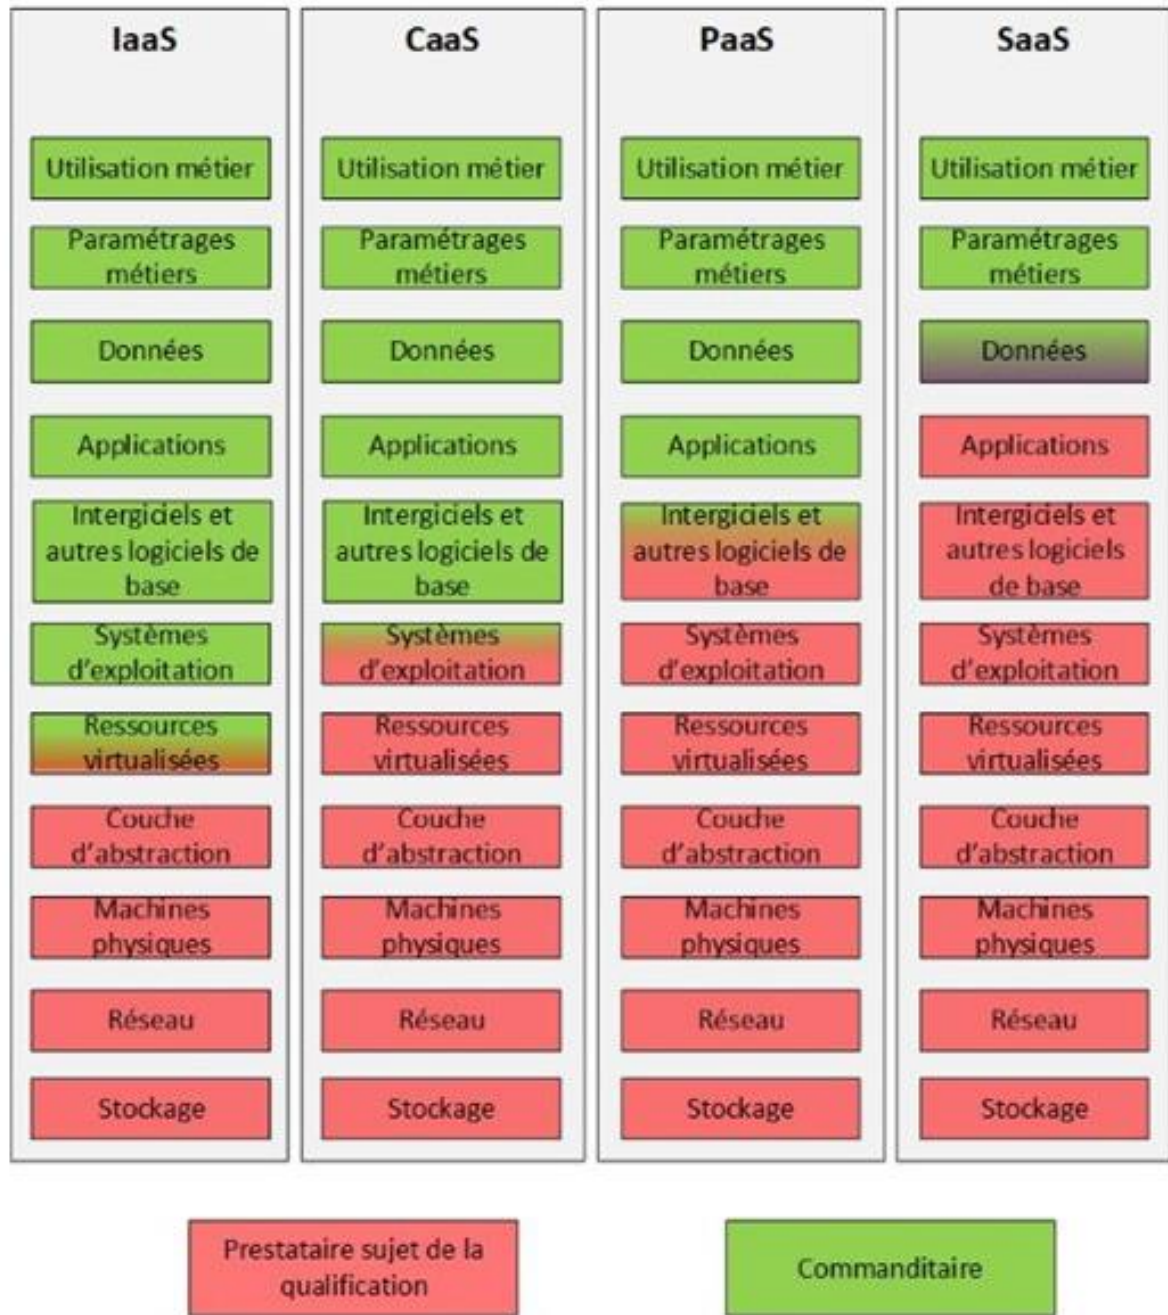 IaaS
Utilisation métier
Paramétrages
métiers
Données
Applications
Intergiciels et
autres logiciels de
base
Systèmes
d’exploitation
Ressources
virtualisées
Couche
d’abstraction
Machines
physiques
Réseau
Stockage
CaaS
Utilisation métier
Paramétrages
métiers
Données
Applications
Intergiciels et
autres logiciels de
base
Systèmes
d’exploitation
Ressources
virtualisées
Couche
d’abstraction
Machines
physiques
Réseau
Stockage
PaaS
Utilisation métier
Paramétrages
métiers
Données
Applications
Intergiciels et
autres logiciels de
base
Systèmes
d’exploitation
Ressources
virtualisées
Couche
d’abstraction
Machines
physiques
Réseau
Stockage
SaaS
Utilisation métier
Paramétrages
métiers
Données
Applications
Intergiciels et
autres logiciels
de base
Systèmes
d’exploitation
Ressources
virtualisées
Couche
d’abstraction
Machines
physiques
Réseau
Stockage
Prestataire sujet de la
qualification
Commanditaire